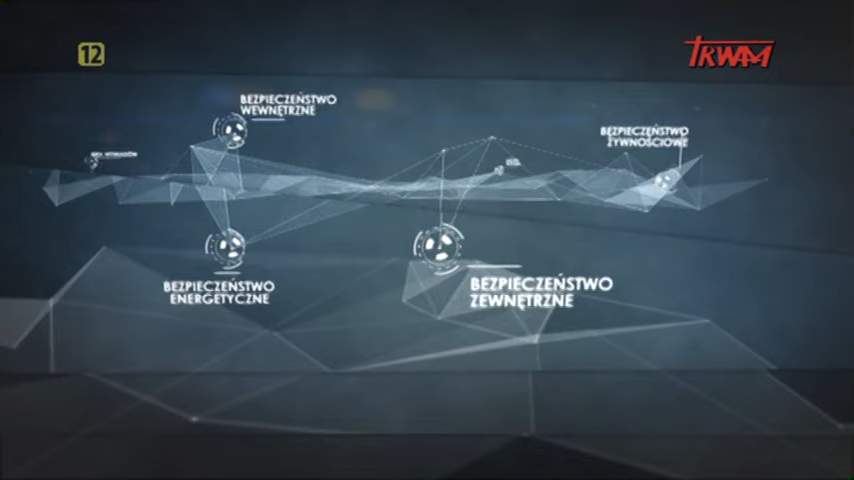 12
TRWAM
BEZPIECZEŃSTWO
WEWNĘTRZNE
BEZPIECZEŃSTWO
ŻYWNOŚCIOWE
BEZPIECZEŃSTWO
ENERGETYCZNE
BEZPIECZEŃSTWO
ZEWNĘTRZNE